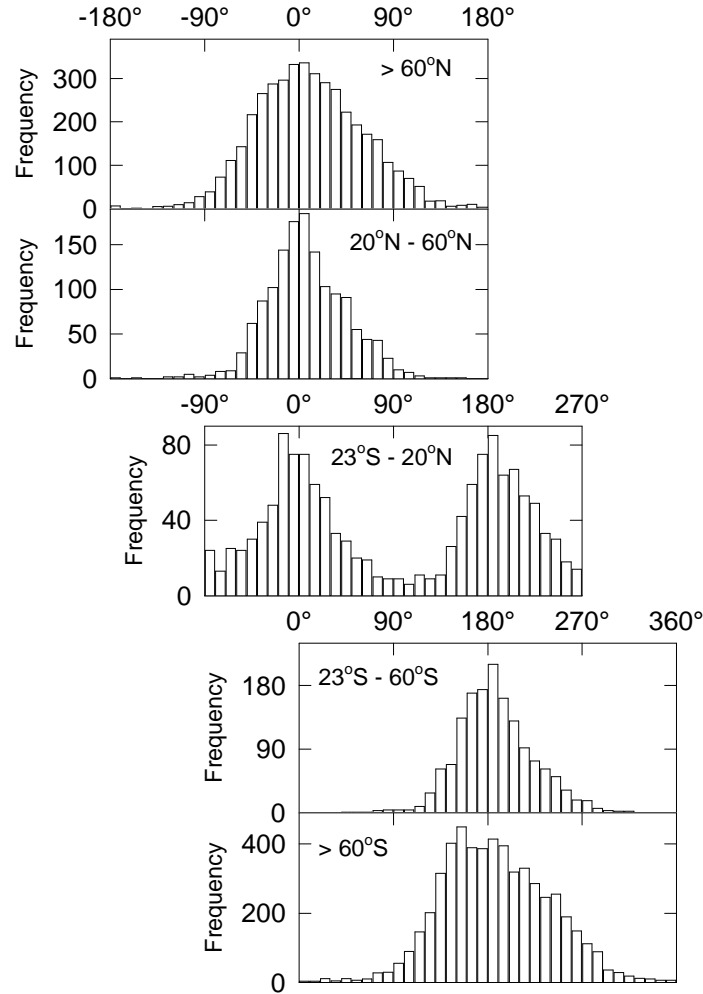 -180° -90° 0° 90° 180°
> 60°N
Frequency
300
200
100
0
20°N - 60°N
Frequency
150
100
50
0
-90° 0° 90° 180° 270°
23°S - 20°N
Frequency
80
40
0
0° 90° 180° 270° 360°
23°S - 60°S
Frequency
180
90
0
> 60°S
Frequency
400
200
0